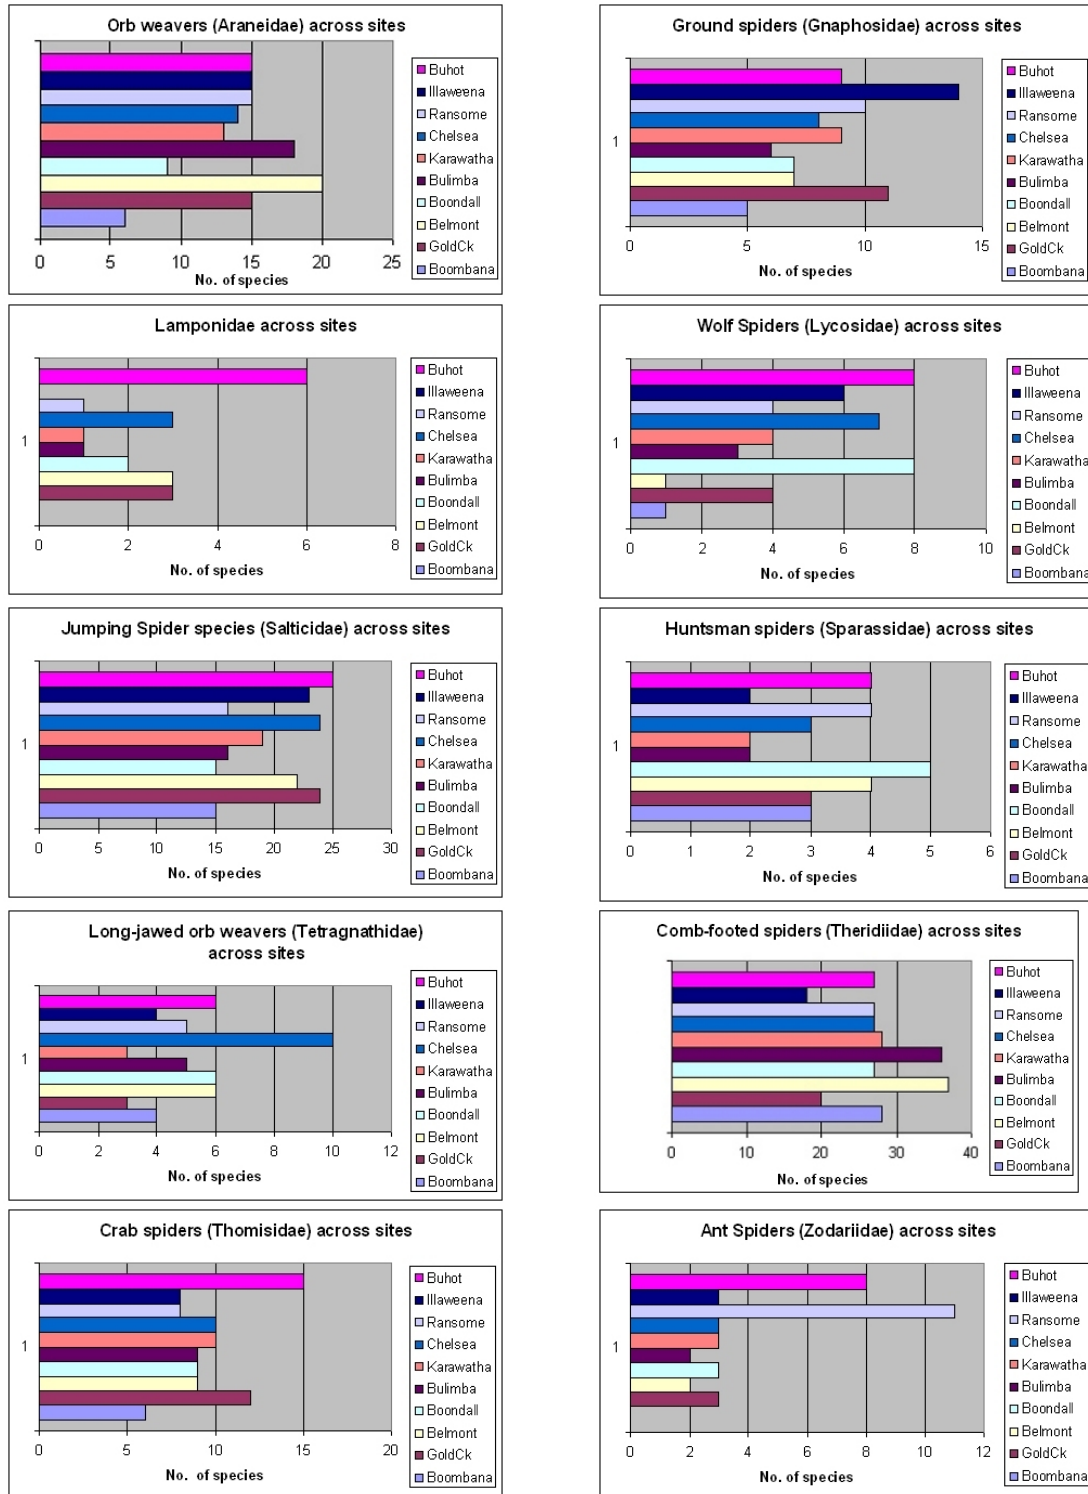 Orb weavers (Araneidae) across sites
Buhot
Illaweena
Ransome
Chelsea
Karawatha
Bulimba
Boondall
Belmont
GoldCk
Boombana
0 5 10 15 20 25
No. of species
Ground spiders (Gnaphosidae) across sites
1
Buhot
Illaweena
Ransome
Chelsea
Karawatha
Bulimba
Boondall
Belmont
GoldCk
Boombana
0 5 10 15
No. of species
Lamponidae across sites
1
Buhot
Illaweena
Ransome
Chelsea
Karawatha
Bulimba
Boondall
Belmont
GoldCk
Boombana
0 2 4 6 8
No. of species
Wolf Spiders (Lycosidae) across sites
1
Buhot
Illaweena
Ransome
Chelsea
Karawatha
Bulimba
Boondall
Belmont
GoldCk
Boombana
0 2 4 6 8 10
No. of species
Jumping Spider species (Salticidae) across sites
1
Buhot
Illaweena
Ransome
Chelsea
Karawatha
Bulimba
Boondall
Belmont
GoldCk
Boombana
0 5 10 15 20 25 30
No. of species
Huntsman spiders (Sparassidae) across sites
1
Buhot
Illaweena
Ransome
Chelsea
Karawatha
Bulimba
Boondall
Belmont
GoldCk
Boombana
0 1 2 3 4 5 6
No. of species
Long-jawed orb weavers (Tetragnathidae)
across sites
1
Buhot
Illaweena
Ransome
Chelsea
Karawatha
Bulimba
Boondall
Belmont
GoldCk
Boombana
0 2 4 6 8 10 12
No. of species
Comb-footed spiders (Theridiidae) across sites
1
Buhot
Illaweena
Ransome
Chelsea
Karawatha
Bulimba
Boondall
Belmont
GoldCk
Boombana
0 10 20 30 40
No. of species
Crab spiders (Thomisidae) across sites
1
Buhot
Illaweena
Ransome
Chelsea
Karawatha
Bulimba
Boondall
Belmont
GoldCk
Boombana
0 5 10 15 20
No. of species
Ant Spiders (Zodariidae) across sites
1
Buhot
Illaweena
Ransome
Chelsea
Karawatha
Bulimba
Boondall
Belmont
GoldCk
Boombana
0 2 4 6 8 10 12
No. of species